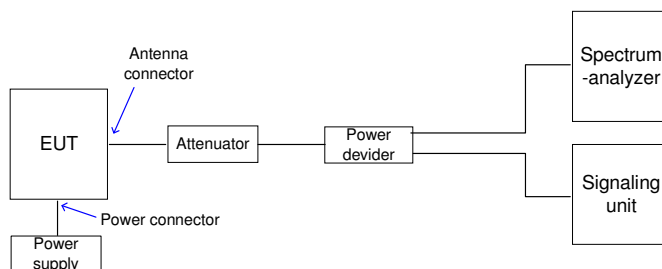 Antenna
connector
EUT
Attenuator
Power
devider
Spectrum
-analyzer
Signaling
unit
Power connector
Power
supply